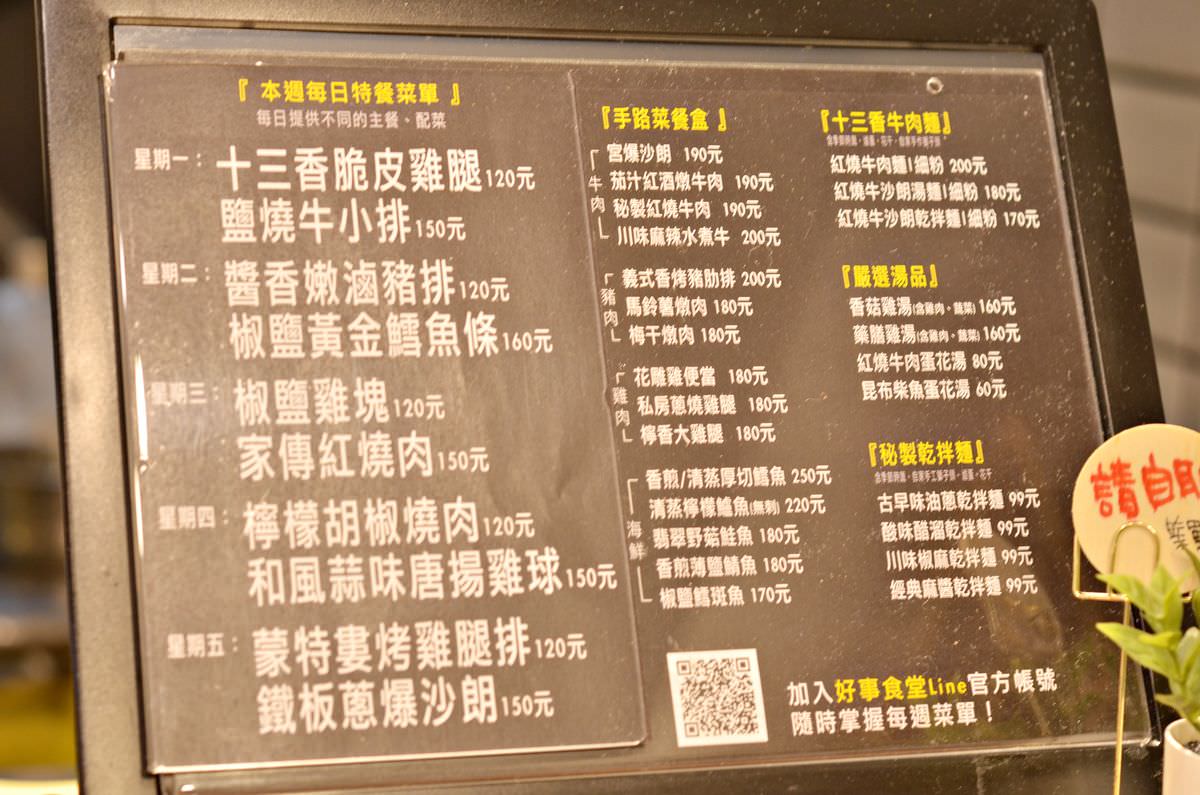 『 本週每日特餐菜單 』
每日提供不同的主餐、配菜
星期一： 十三香脆皮雞腿120元
鹽燒牛小排150元
星期二： 醬香嫩滷豬排120元
椒鹽黃金鱈魚條160元
星期三： 椒鹽雞塊120元
家傳紅燒肉150元
星期四： 檸檬胡椒燒肉120元
和風蒜味唐揚雞球150元
星期五： 蒙特婁烤雞腿排120元
鐵板蔥爆沙朗150元
『手路菜餐盒 』
牛肉
宮爆沙朗 190元
茄汁紅酒燉牛肉 190元
秘製紅燒牛肉 190元
川味麻辣水煮牛 200元
豬肉
義式香烤豬肋排 200元
馬鈴薯燉肉 180元
梅干燉肉 180元
雞肉
花雕雞便當 180元
私房蔥燒雞腿 180元
檸香大雞腿 180元
海鮮
香煎/清蒸厚切鱈魚 250元
清蒸檸檬鱸魚(無刺) 220元
翡翠野菇鮭魚 180元
香煎薄鹽鯖魚 180元
椒鹽鱈斑魚 170元
『十三香牛肉麵』
紅燒牛肉麵|細粉 200元
紅燒牛沙朗湯麵|細粉 180元
紅燒牛沙朗乾拌麵|細粉 170元
『嚴選湯品』
香菇雞湯(含雞肉、蔬菜) 160元
藥膳雞湯(含雞肉、蔬菜) 160元
紅燒牛肉蛋花湯 80元
昆布柴魚蛋花湯 60元
『秘製乾拌麵』
古早味油蔥乾拌麵 99元
酸味醋溜乾拌麵 99元
川味椒麻乾拌麵 99元
經典麻醬乾拌麵 99元
加入好事食堂Line官方帳號
隨時掌握每週菜單！
請自